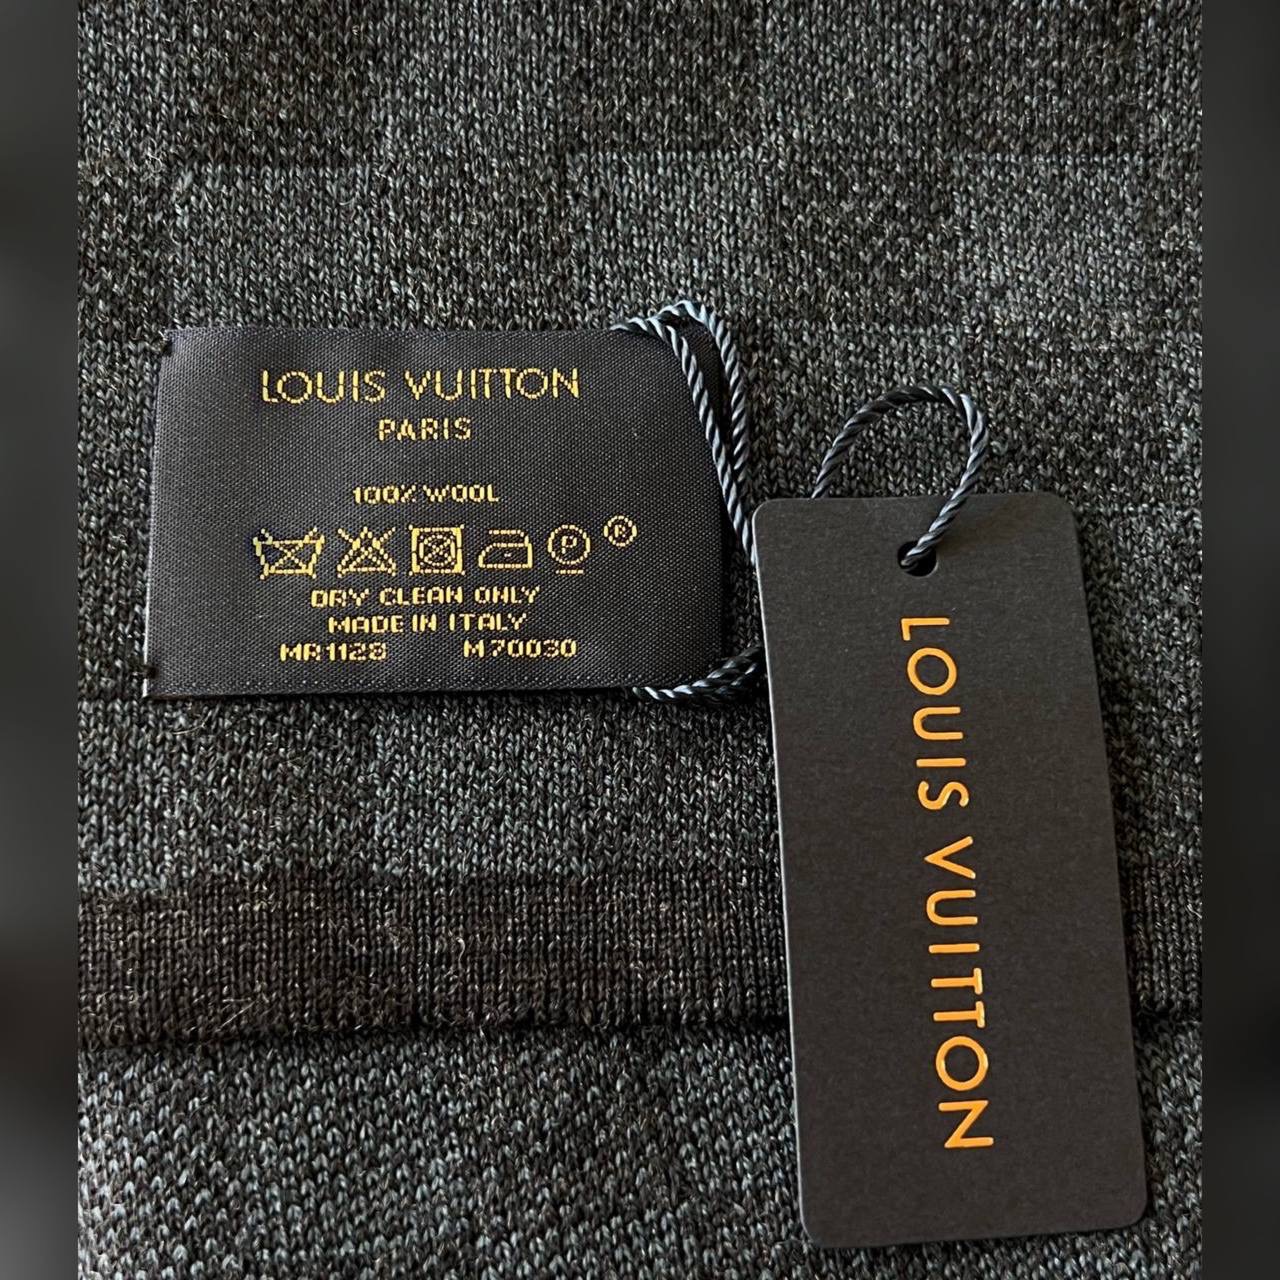 LOUIS VUITTON
PARIS
100% WOOL
P
®
DRY CLEAN ONLY
MADE IN ITALY
MR1128 M70030
LOUIS VUITTON